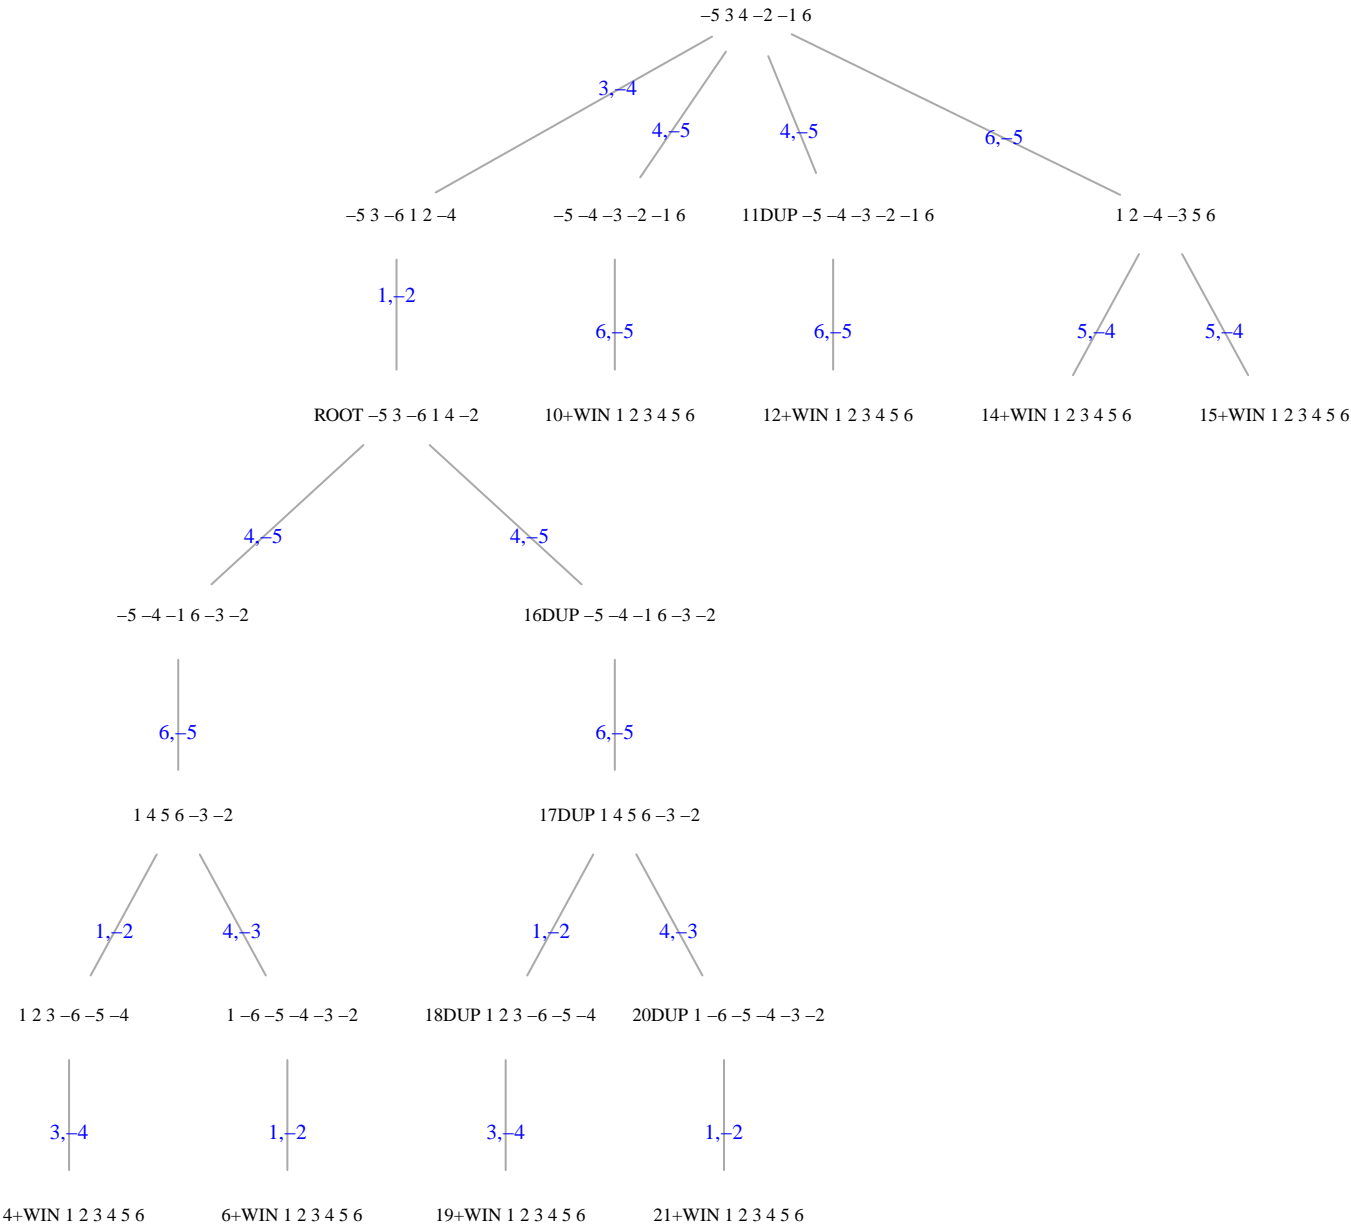 –5 3 4 –2 –1 6
3,–4
4,–5
4,–5
6,–5
–5 3 –6 1 2 –4
–5 –4 –3 –2 –1 6
11DUP –5 –4 –3 –2 –1 6
1 2 –4 –3 5 6
1,–2
6,–5
6,–5
5,–4
5,–4
ROOT –5 3 –6 1 4 –2
10+WIN 1 2 3 4 5 6
12+WIN 1 2 3 4 5 6
14+WIN 1 2 3 4 5 6
15+WIN 1 2 3 4 5 6
4,–5
4,–5
–5 –4 –1 6 –3 –2
16DUP –5 –4 –1 6 –3 –2
6,–5
6,–5
1 4 5 6 –3 –2
17DUP 1 4 5 6 –3 –2
1,–2
4,–3
1,–2
4,–3
1 2 3 –6 –5 –4
1 –6 –5 –4 –3 –2
18DUP 1 2 3 –6 –5 –4
20DUP 1 –6 –5 –4 –3 –2
3,–4
1,–2
3,–4
1,–2
4+WIN 1 2 3 4 5 6
6+WIN 1 2 3 4 5 6
19+WIN 1 2 3 4 5 6
21+WIN 1 2 3 4 5 6